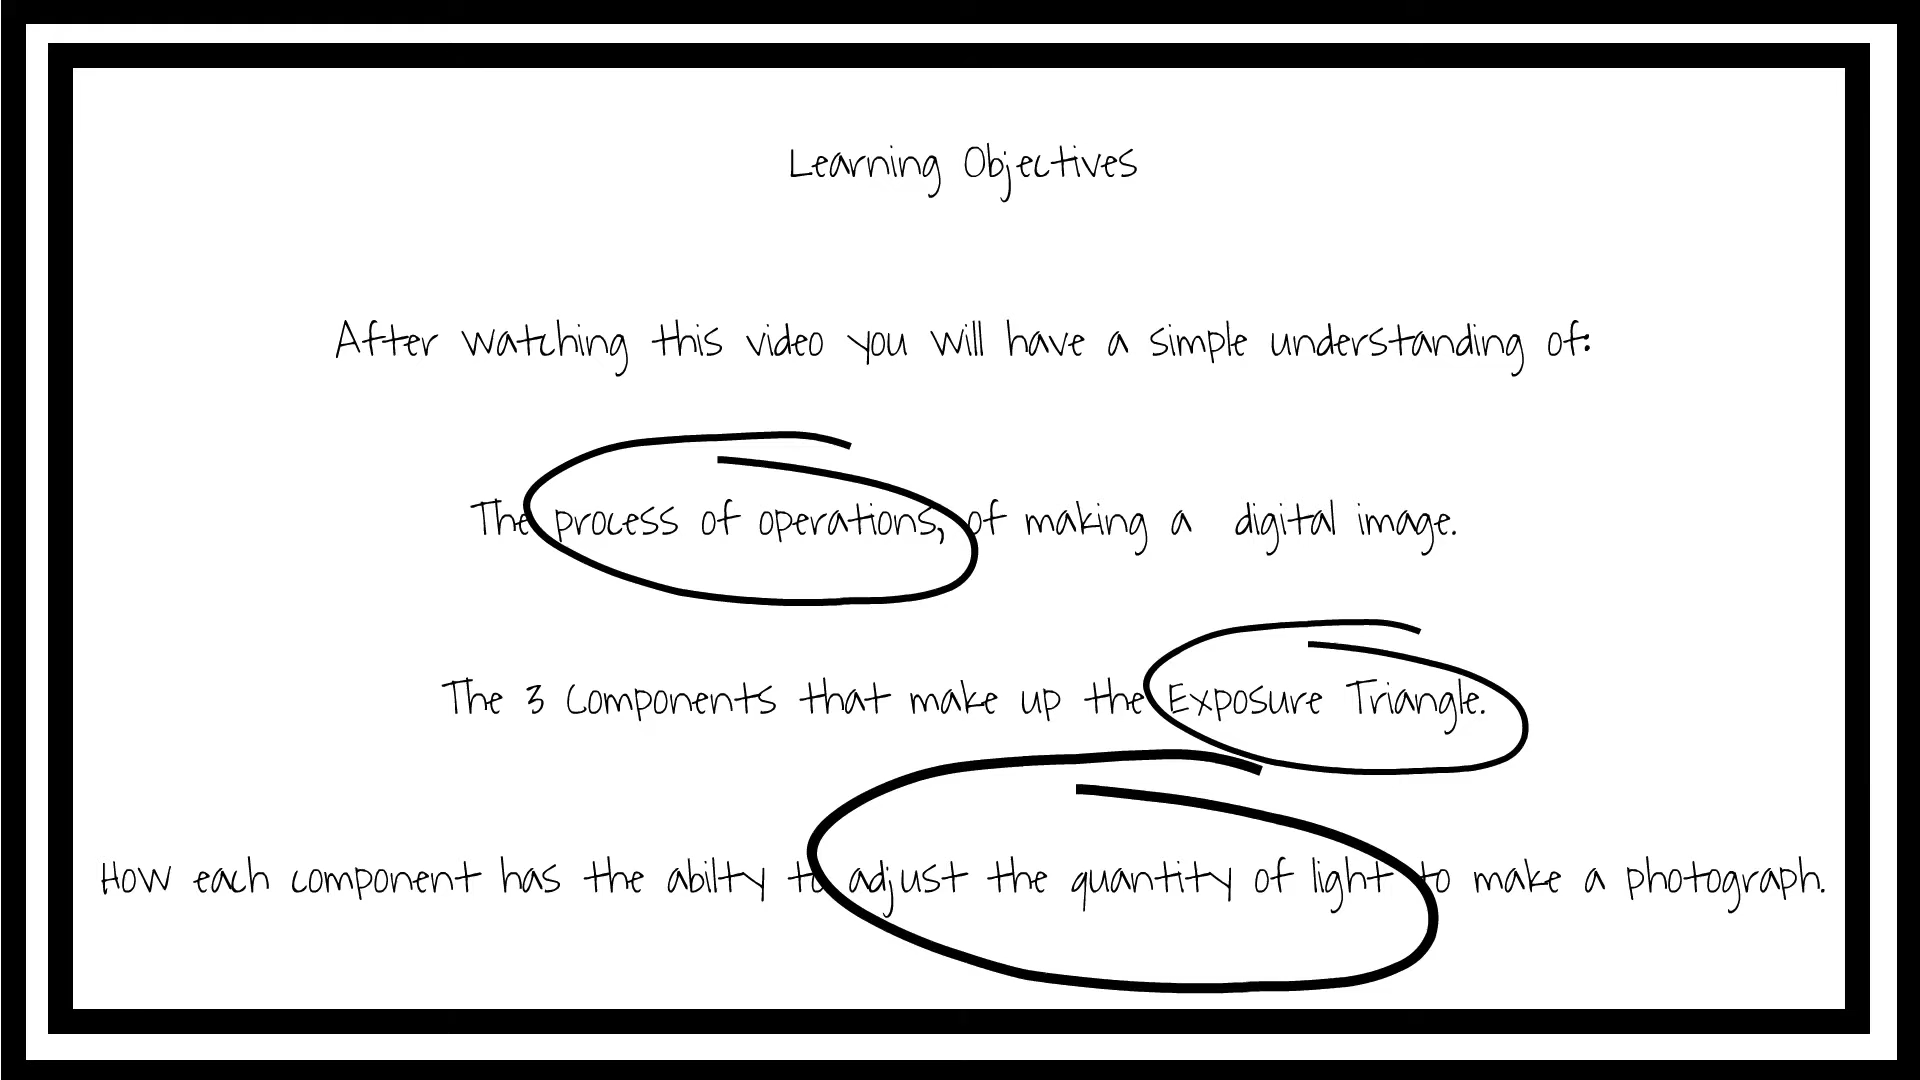 Learning Objectives
After watching this video you will have a simple understanding of:
The process of operations, of making a digital image.
The 3 Components that make up the Exposure Triangle.
How each component has the abilty to adjust the quantity of light to make a photograph.